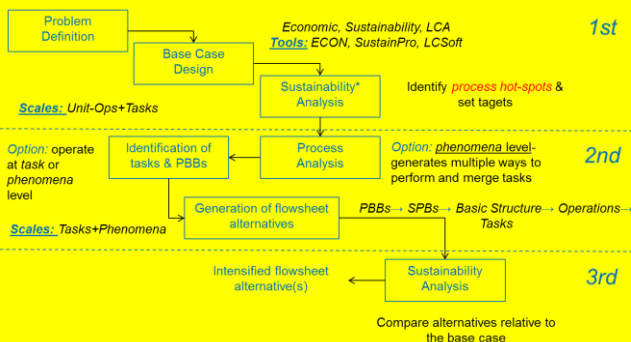 Problem
Definition
Economic, Sustainability, LCA
Tools: ECON, SustainPro, LCSoft
1st
Base Case
Design
Sustainability*
Analysis
Identify process hot-spots &
set tagets
Scales: Unit-Ops+Tasks
Option: operate
at task or
phenomena
level
Identification of
tasks & PBBs
Process
Analysis
Option: phenomena level-
generates multiple ways to
perform and merge tasks
2nd
Generation of flowsheet
alternatives
PBBs→ SPBs→ Basic Structure→ Operations→
Tasks
Scales: Tasks+Phenomena
Intensified flowsheet
alternative(s)
Sustainability
Analysis
3rd
Compare alternatives relative to
the base case